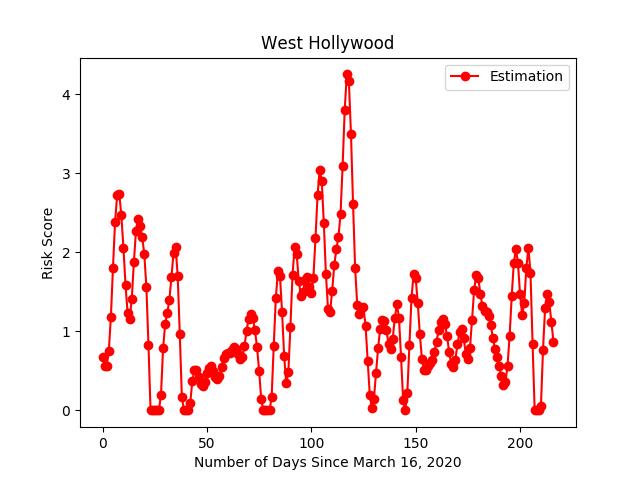 West Hollywood
Estimation
Risk Score
4
3
2
1
0
0 50 100 150 200
Number of Days Since March 16, 2020